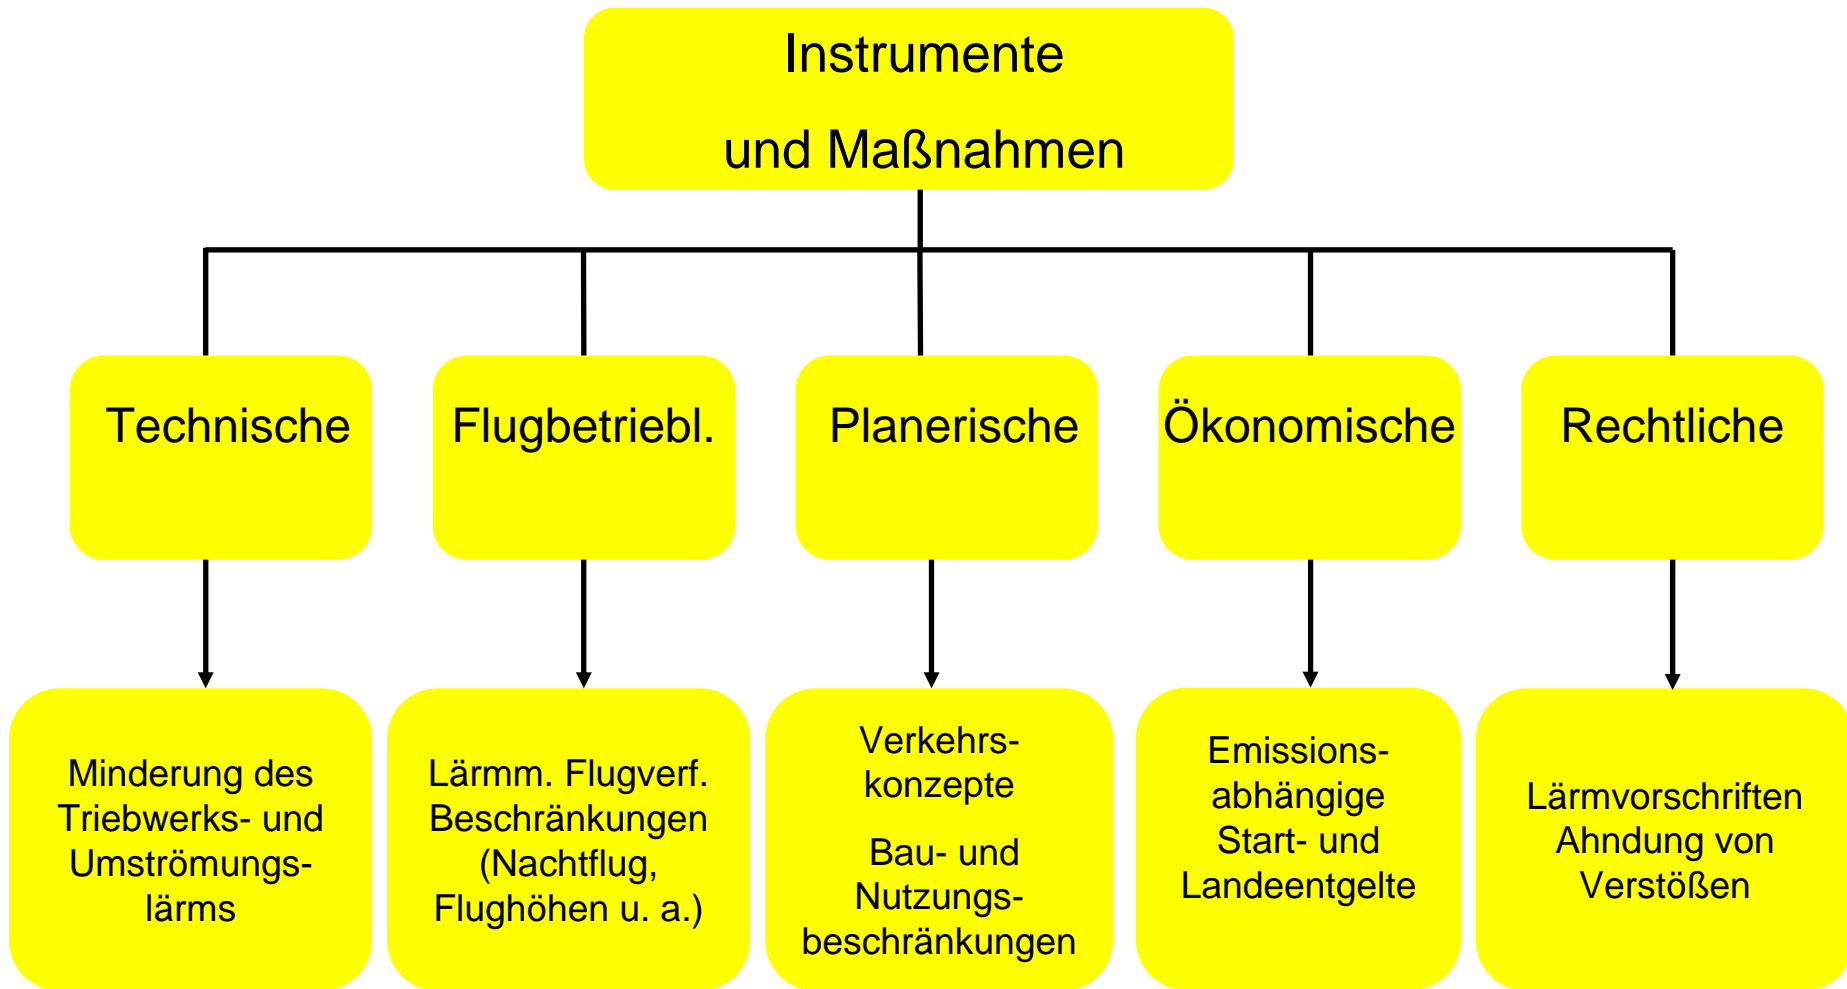 Instrumente
und Maßnahmen
Technische
Flugbetriebl.
Planerische
Ökonomische
Rechtliche
Minderung des
Triebwerks- und
Umströmungs-
lärms
Lärmm. Flugverf.
Beschränkungen
(Nachtflug,
Flughöhen u. a.)
Verkehrs-
konzepte
Bau- und
Nutzungs-
beschränkungen
Emissions-
abhängige
Start- und
Landeentgelte
Lärmvorschriften
Ahndung von
Verstößen